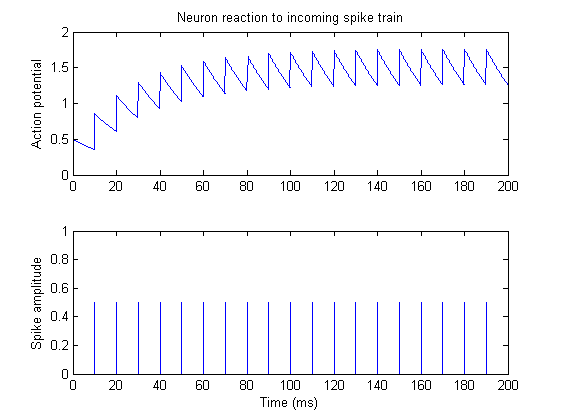 Neuron reaction to incoming spike train
2
1.5
1
0.5
0
Action potential
0 20 40 60 80 100 120 140 160 180 200
1
0.8
0.6
0.4
0.2
0
Spike amplitude
0 20 40 60 80 100 120 140 160 180 200
Time (ms)